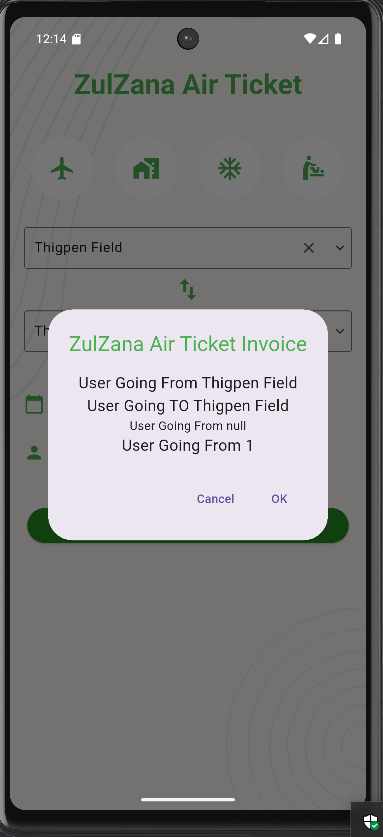 12:14
ZulZana Air Ticket
Thigpen Field
Th
ZulZana Air Ticket Invoice
User Going From Thigpen Field
User Going TO Thigpen Field
User Going From null
User Going From 1
Cancel OK